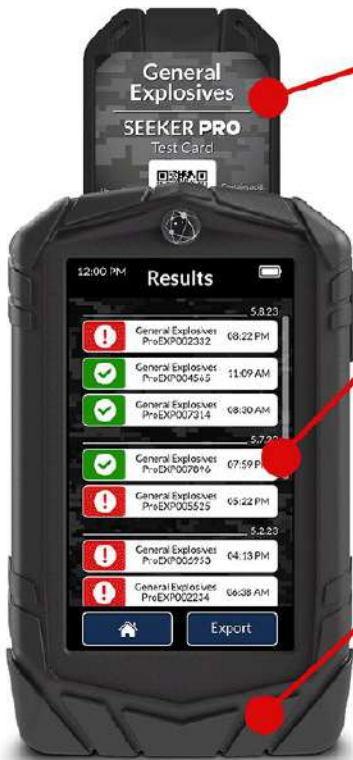 General
Explosives
SEEKER PRO
Test Card
12:00 PM
Results
5.8.23
General Explosives
ProEXP002332
08:22 PM
General Explosives
ProEXP004565
11:09 AM
General Explosives
ProEXP007314
08:30 AM
5.7.23
General Explosives
07:59 P
General Explosives
ProEXP005525
05:22 PM
5.2.23
General Explosives
04:13 PM
General Explosives
ProEXP002234
06:38 AM
Export